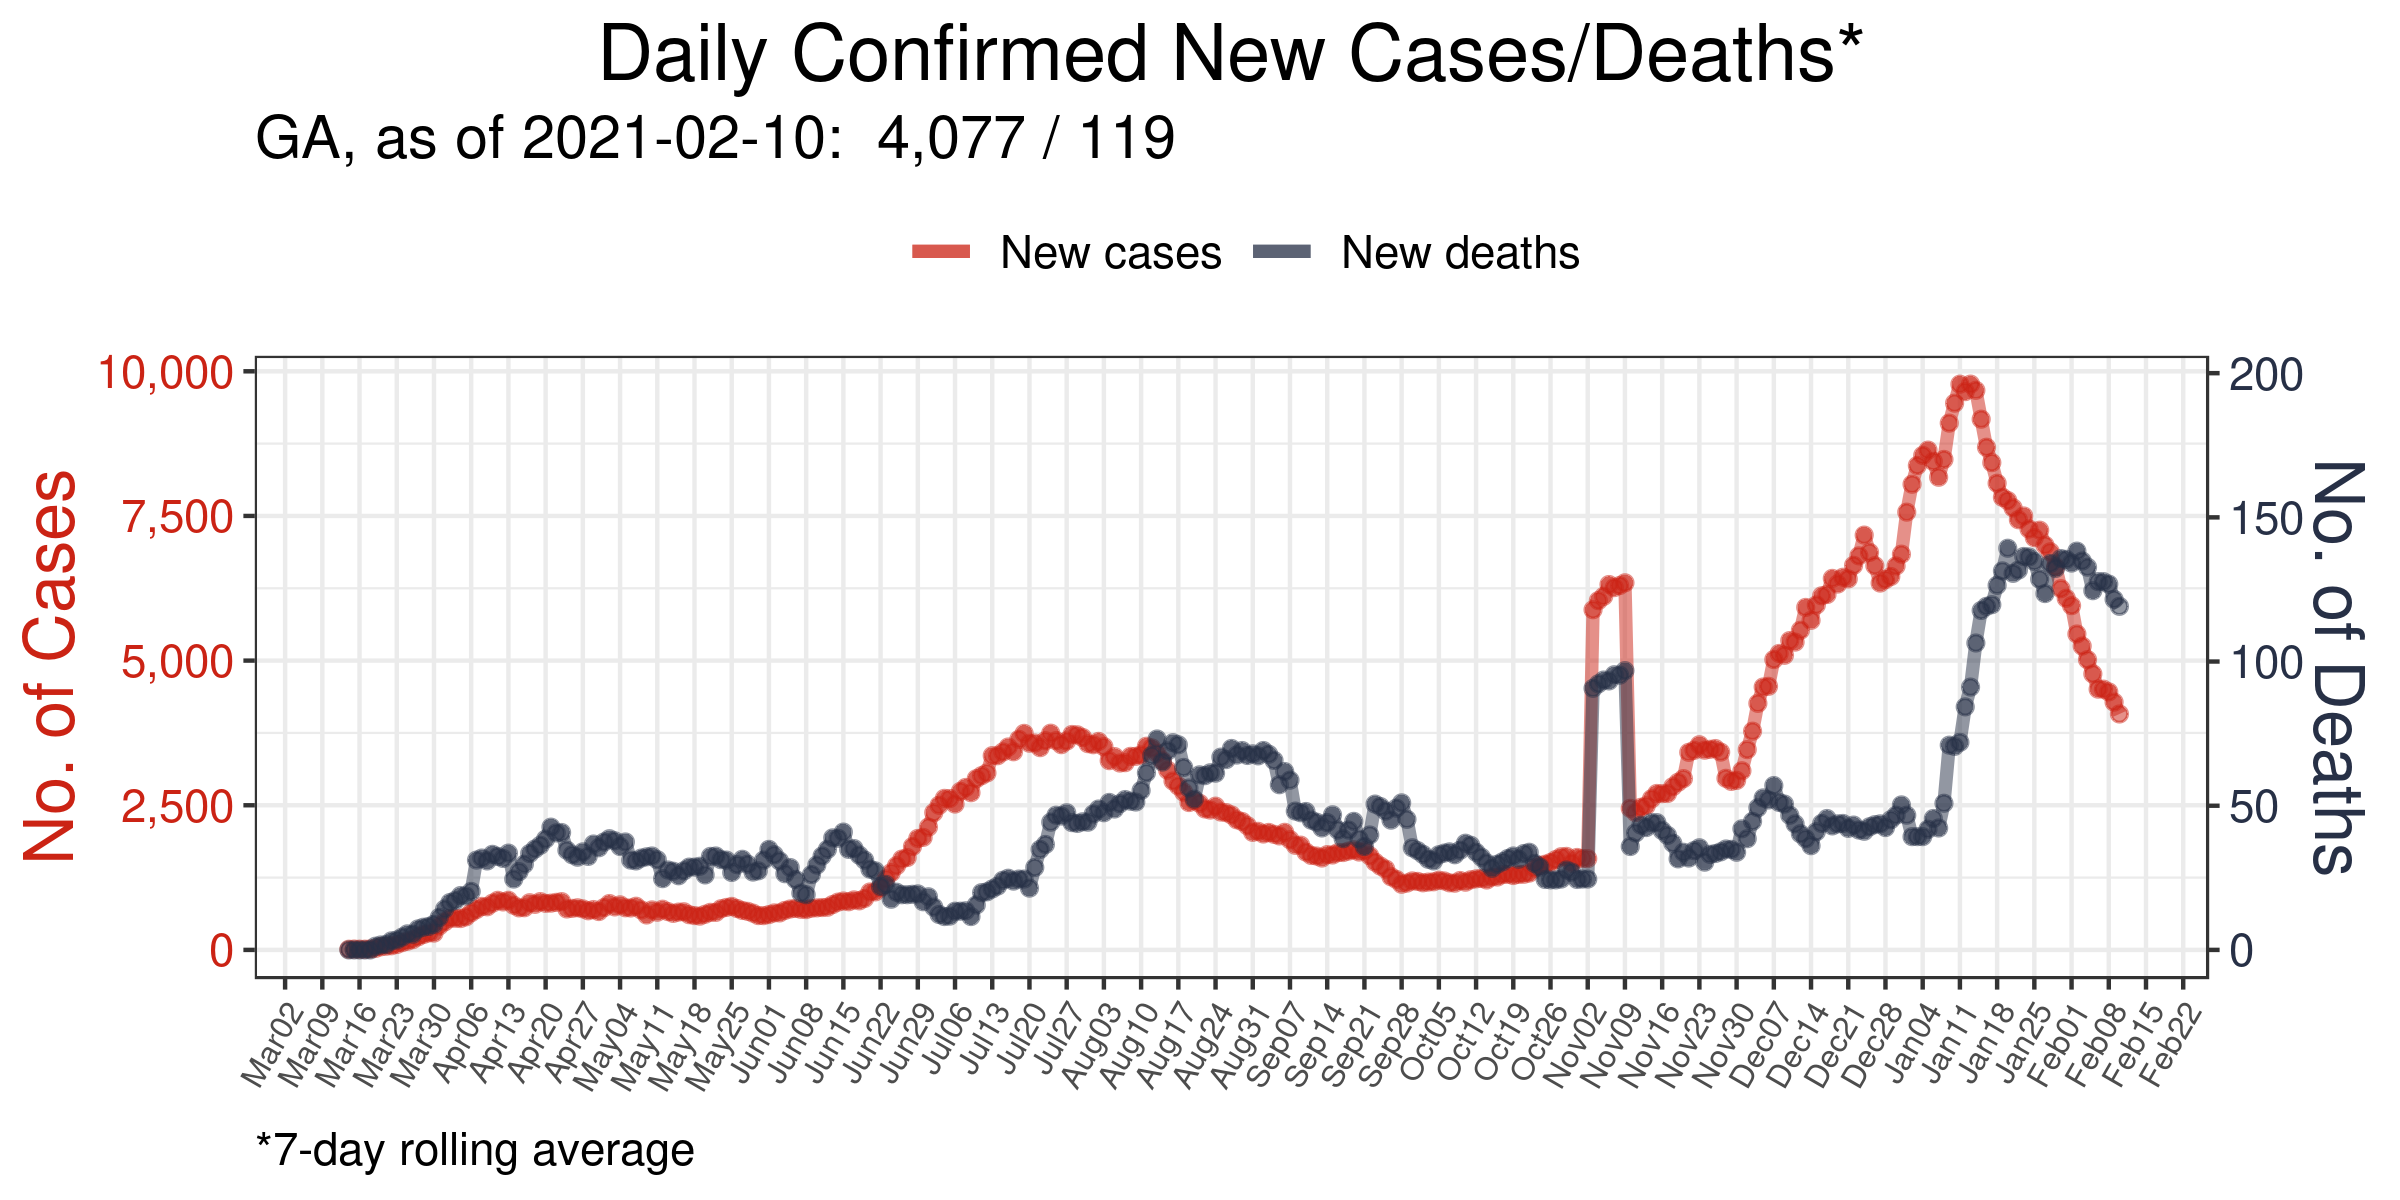 Daily Confirmed New Cases/Deaths*
GA, as of 2021-02-10:  4,077 / 119
New cases
New deaths
No. of Cases
10,000
7,500
5,000
2,500
0
No. of Deaths
200
150
100
50
0
Mar02
Mar09
Mar16
Mar23
Mar30
Apr06
Apr13
Apr20
Apr27
May04
May11
May18
May25
Jun01
Jun08
Jun15
Jun22
Jun29
Jul06
Jul13
Jul20
Jul27
Aug03
Aug10
Aug17
Aug24
Aug31
Sep07
Sep14
Sep21
Sep28
Oct05
Oct12
Oct19
Oct26
Nov02
Nov09
Nov16
Nov23
Nov30
Dec07
Dec14
Dec21
Dec28
Jan04
Jan11
Jan18
Jan25
Feb01
Feb08
Feb15
Feb22
*7-day rolling average